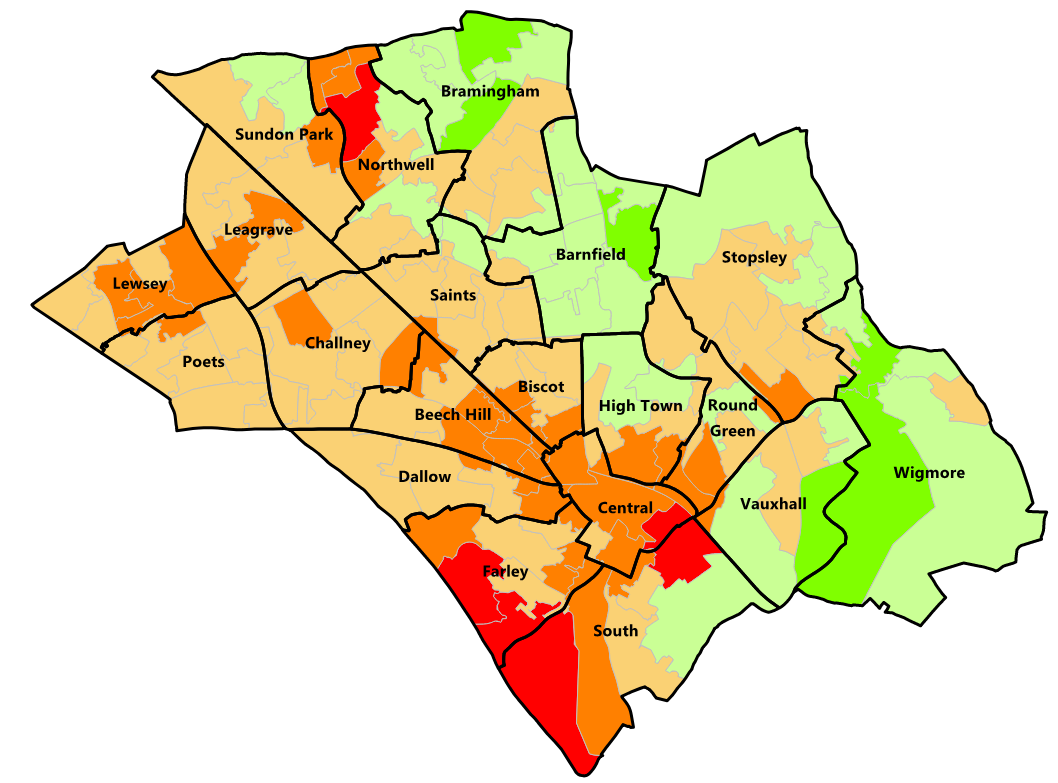 Bramingham
Sundon Park
Northwell
Leagrave
Barnfield
Stopsley
Lewsey
Saints
Challney
Poets
Biscot
High Town
Round
Green
Beech Hill
Wigmore
Dallow
Central
Vauxhall
Farley
South